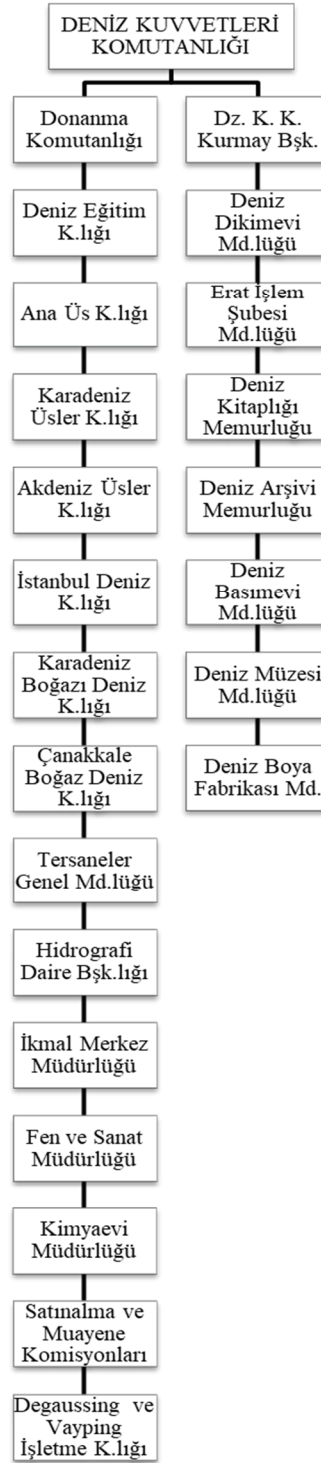 DENİZ KUVVETLERİ
KOMUTANLIĞI
Donanma
Komutanlığı
Deniz Eğitim
K.lığı
Ana Üs K.lığı
Karadeniz
Üsler K.lığı
Akdeniz Üsler
K.lığı
İstanbul Deniz
K.lığı
Karadeniz
Boğazı Deniz
K.lığı
Çanakkale
Boğaz Deniz
K.lığı
Tersaneler
Genel Md.lüğü
Hidrografi
Daire Bşk.lığı
İkmal Merkez
Müdürlüğü
Fen ve Sanat
Müdürlüğü
Kimyaevi
Müdürlüğü
Satınalma ve
Muayene
Komisyonları
Degaussing ve
Vayping
İşletme K.lığı
Dz. K. K.
Kurmay Bşk.
Deniz
Dikimevi
Md.lüğü
Erat İşlem
Şubesi
Md.lüğü
Deniz
Kitaplığı
Memurluğu
Deniz Arşivi
Memurluğu
Deniz
Basımevi
Md.lüğü
Deniz Müzesi
Md.lüğü
Deniz Boya
Fabrikası Md.